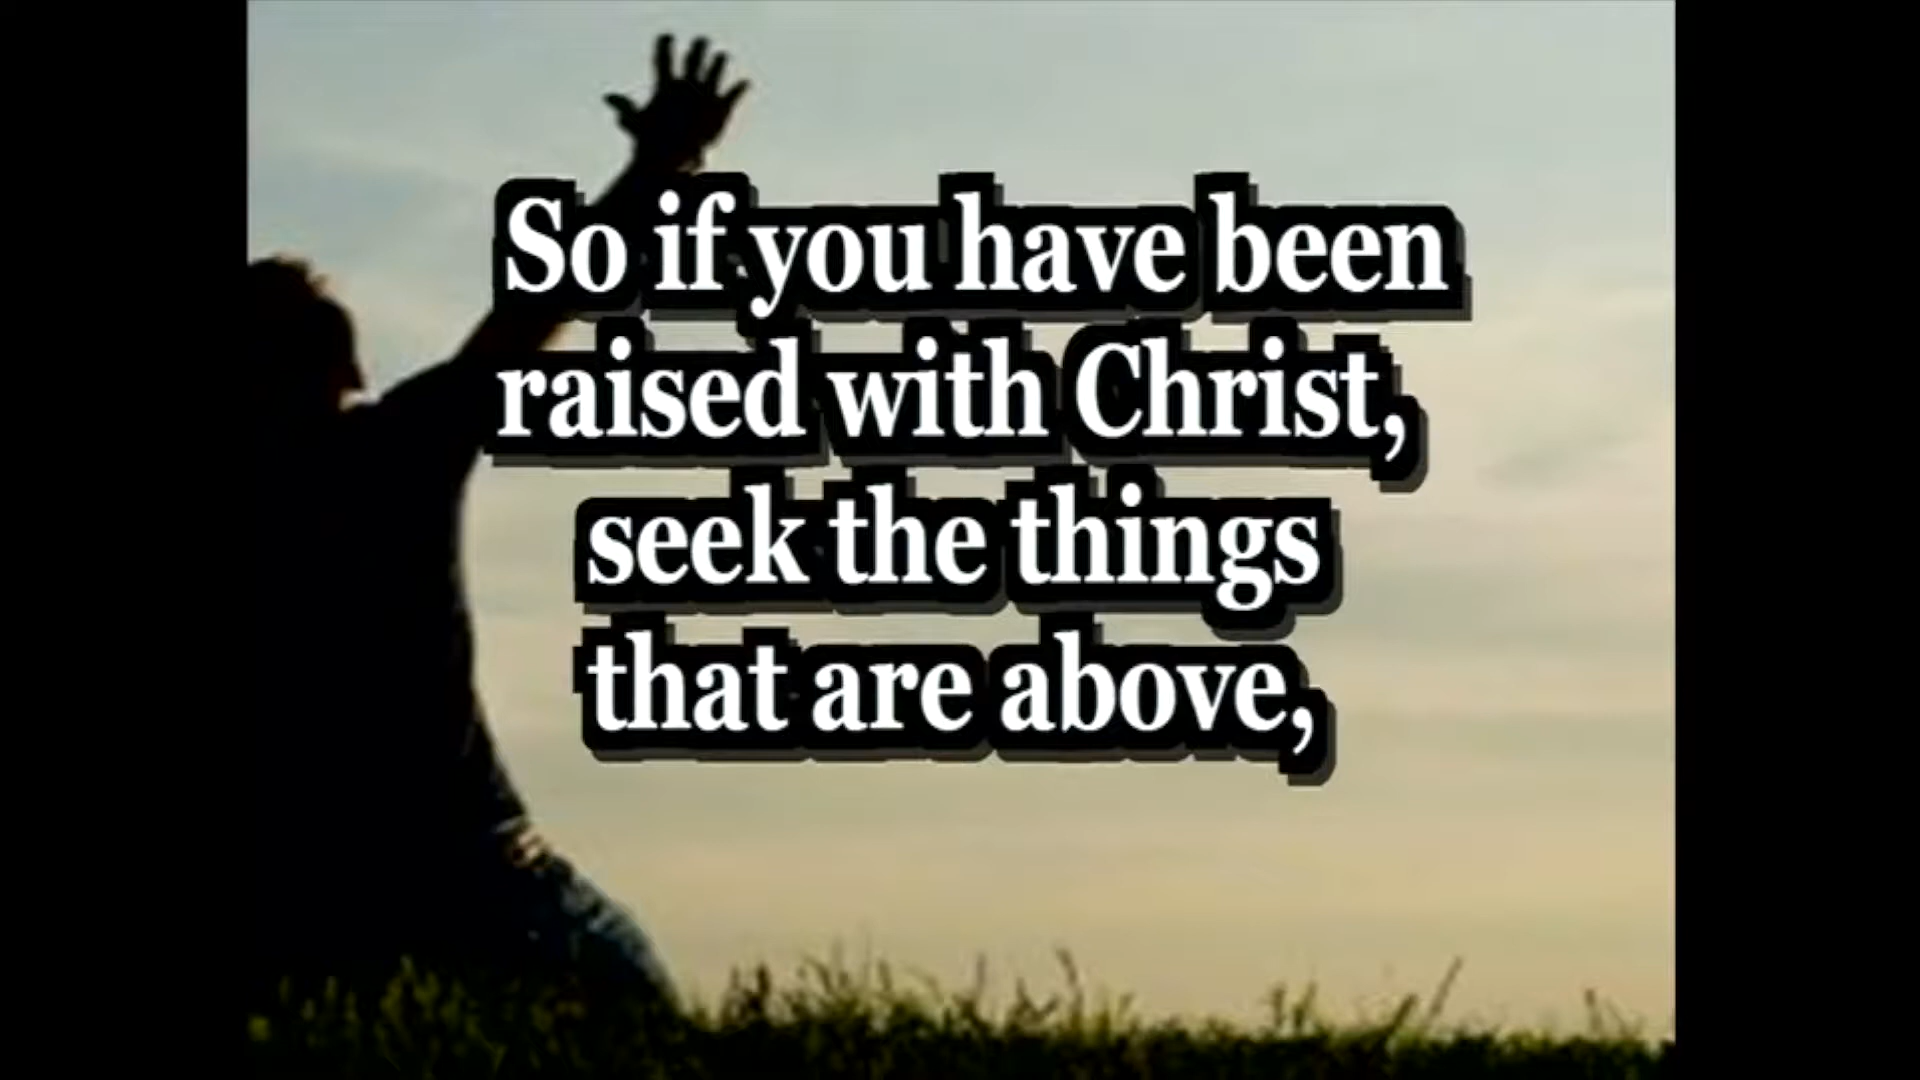 So if you have been
raised with Christ,
seek the things
that are above,